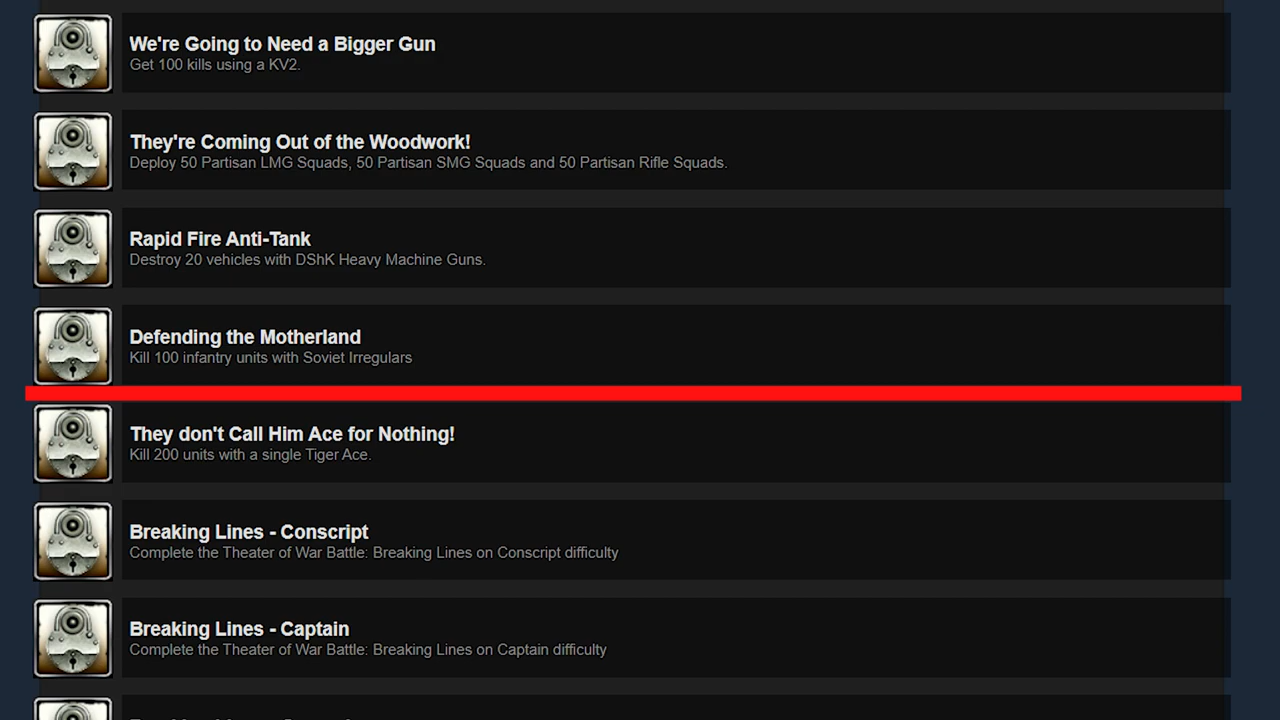 We're Going to Need a Bigger Gun
Get 100 kills using a KV2.
They're Coming Out of the Woodwork!
Deploy 50 Partisan LMG Squads, 50 Partisan SMG Squads and 50 Partisan Rifle Squads.
Rapid Fire Anti-Tank
Destroy 20 vehicles with DShK Heavy Machine Guns.
Defending the Motherland
Kill 100 infantry units with Soviet Irregulars
They don't Call Him Ace for Nothing!
Kill 200 units with a single Tiger Ace.
Breaking Lines - Conscript
Complete the Theater of War Battle: Breaking Lines on Conscript difficulty
Breaking Lines - Captain
Complete the Theater of War Battle: Breaking Lines on Captain difficulty